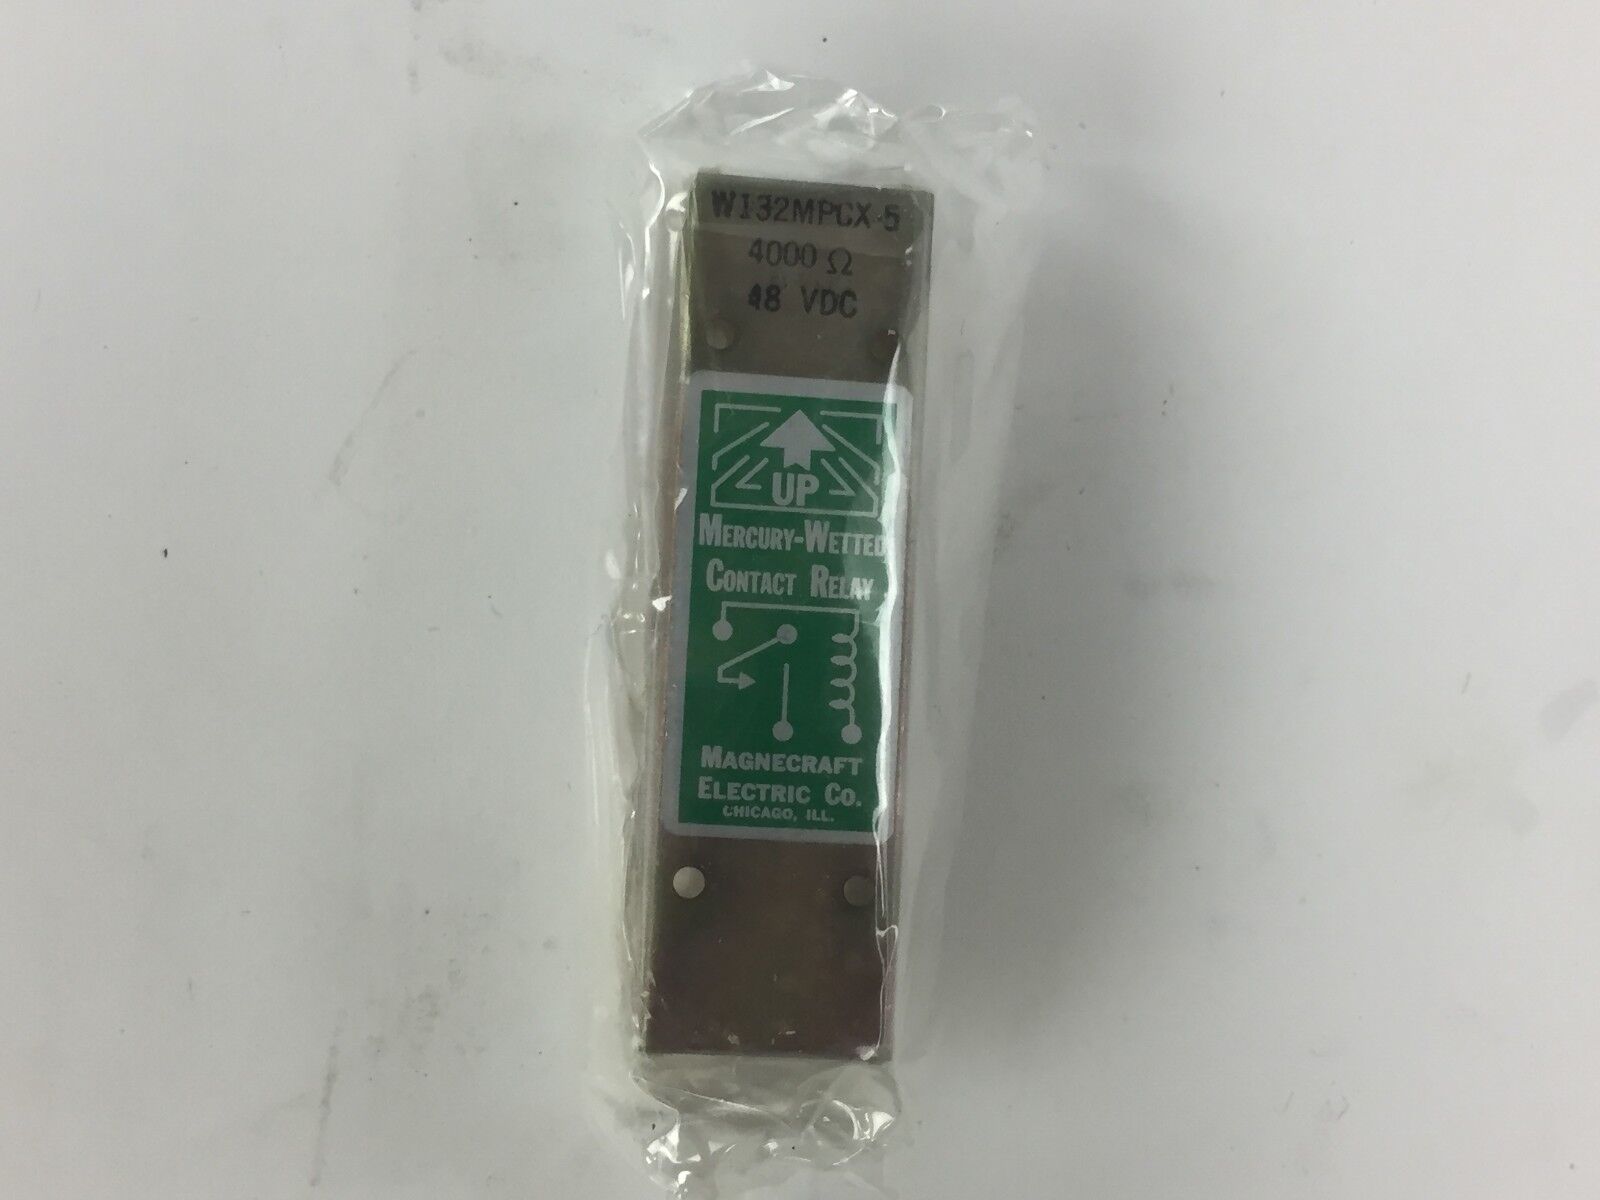 W132MPCX-5
4000 Ω
48 VDC
UP
MERCURY-WETTED
CONTACT RELAY
MAGNECRAFT
ELECTRIC CO.
CHICAGO, ILL.